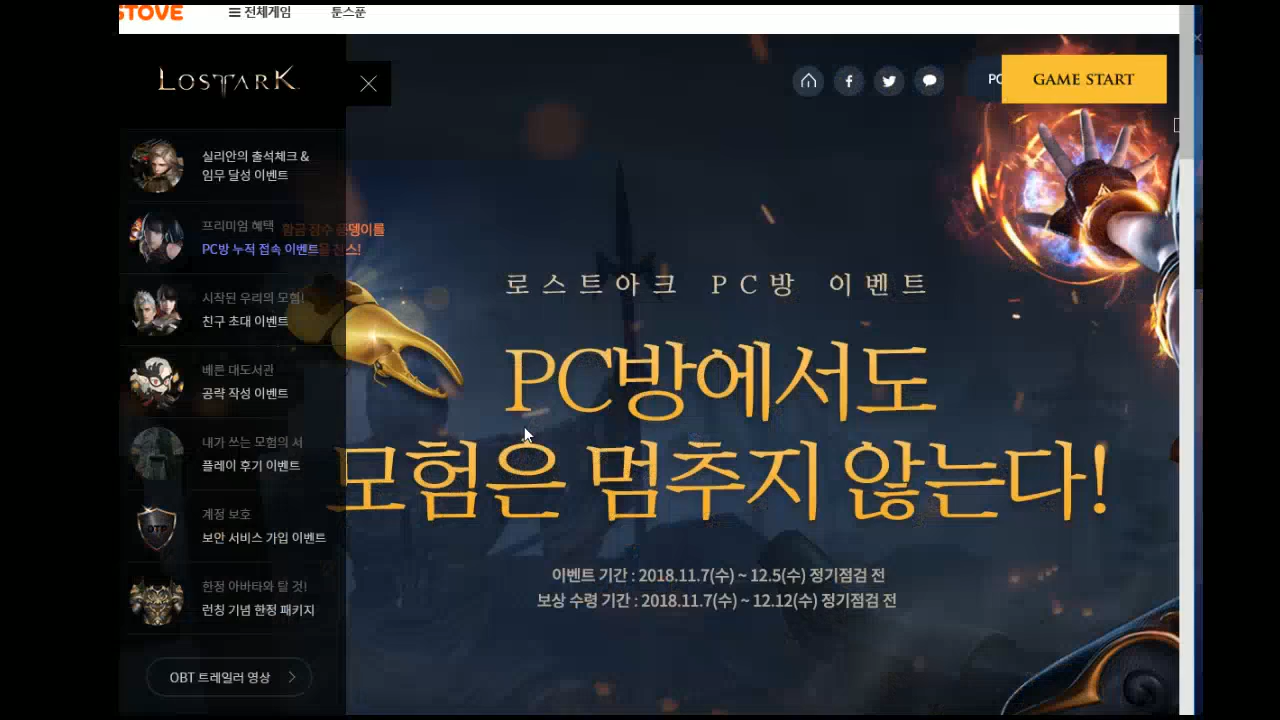 STOVE
전체게임
툰스푼
LOSTARK
PC
GAME START
실리안의 출석체크 &
임무 달성 이벤트
프리미엄 혜택
PC방 누적 접속 이벤트
시작된 우리의 모험!
친구 초대 이벤트
베른 대도서관
공략 작성 이벤트
내가 쓰는 모험의 서
플레이 후기 이벤트
OTP
계정 보호
보안 서비스 가입 이벤트
한정 아바타와 탈 것!
런칭 기념 한정 패키지
OBT 트레일러 영상
로스트아크 PC방 이벤트
PC방에서도
모험은 멈추지 않는다!
이벤트 기간 : 2018.11.7(수) ~ 12.5(수) 정기점검 전
보상 수령 기간 : 2018.11.7(수) ~ 12.12(수) 정기점검 전